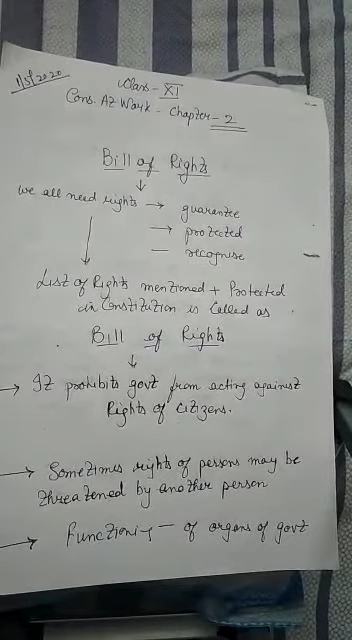 1/5/2020
Class - XI
Cons. At Work - Chapter - 2
Bill of Rights
we all need rights → guarantee
→ protected
— recognise
List of Rights mentioned + Protected
in Constitution is Called as
Bill of Rights
→ It prohibits govt from acting against
Rights of citizens.
→ Sometimes rights of persons may be
threatened by another person
→ Functioning — of organs of govt